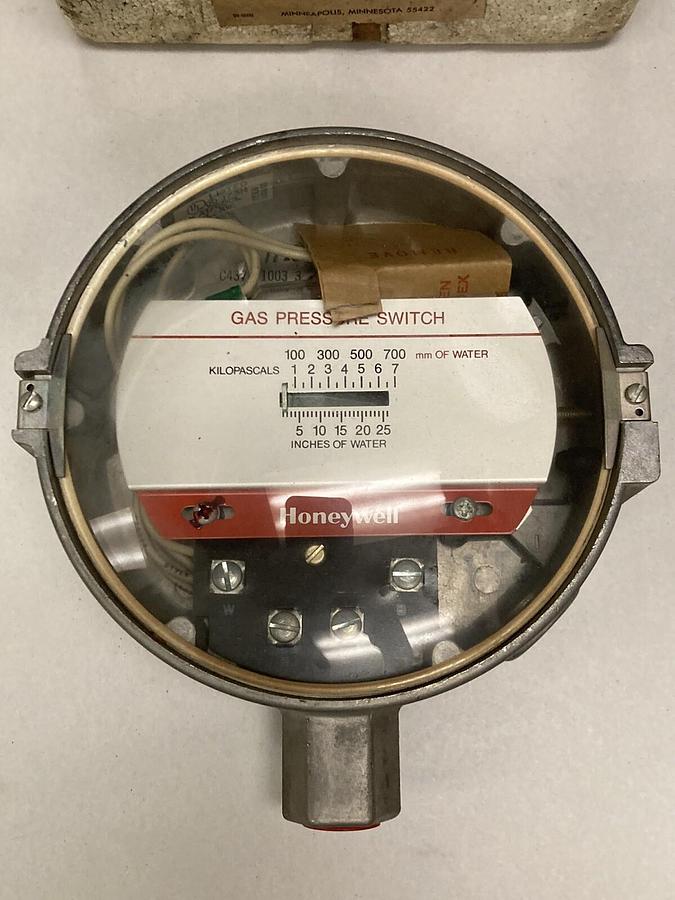 MINNEAPOLIS, MINNESOTA 55422
REMOVE
GAS PRESSURE SWITCH
100 300 500 700 mm OF WATER
KILOPASCALS 1 2 3 4 5 6 7
5 10 15 20 25
INCHES OF WATER
Honeywell
W B